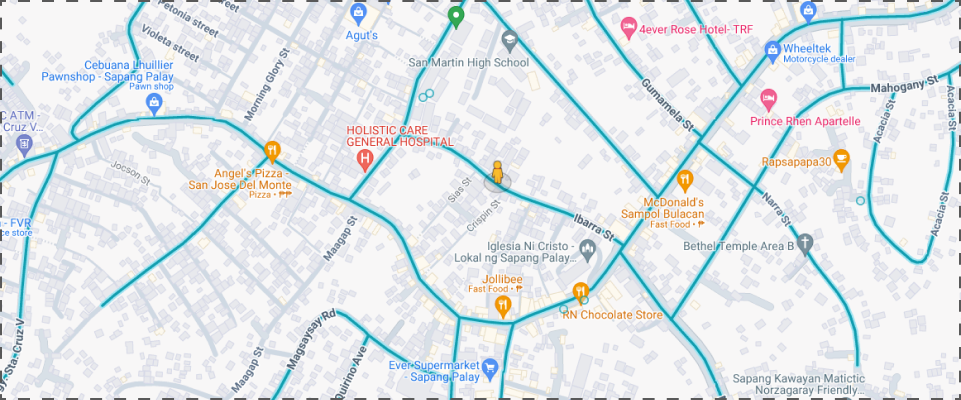 Petonia street
Violeta street
Agut's
4ever Rose Hotel- TRF
San Martin High School
Wheeltek
Motorcycle dealer
Cebuana Lhuillier
Pawnshop - Sapang Palay
Pawn shop
Morning Glory St
Gumamela St
Mahogany St
Acacia St
Acacia St
Acacia St
Prince Rhen Apartelle
ATM -
Cruz V...
HOLISTIC CARE
GENERAL HOSPITAL
Jocson St
Angel's Pizza -
San Jose Del Monte
Pizza • ₱₱
Rapsapapa30
Sias St
Crispin St
McDonald's
Sampol Bulacan
Fast Food • ₱
Narra St
Ibarra St
- FVR
ce store
Maagap St
Iglesia Ni Cristo -
Lokal ng Sapang Palay...
Bethel Temple Area B
Jollibee
Fast Food • ₱
RN Chocolate Store
Sta. Cruz V
Magsaysay Rd
Maagap St
Quirino Ave
Ever Supermarket
- Sapang Palay
Sapang Kawayan Matictic
Norzagaray Friendly...